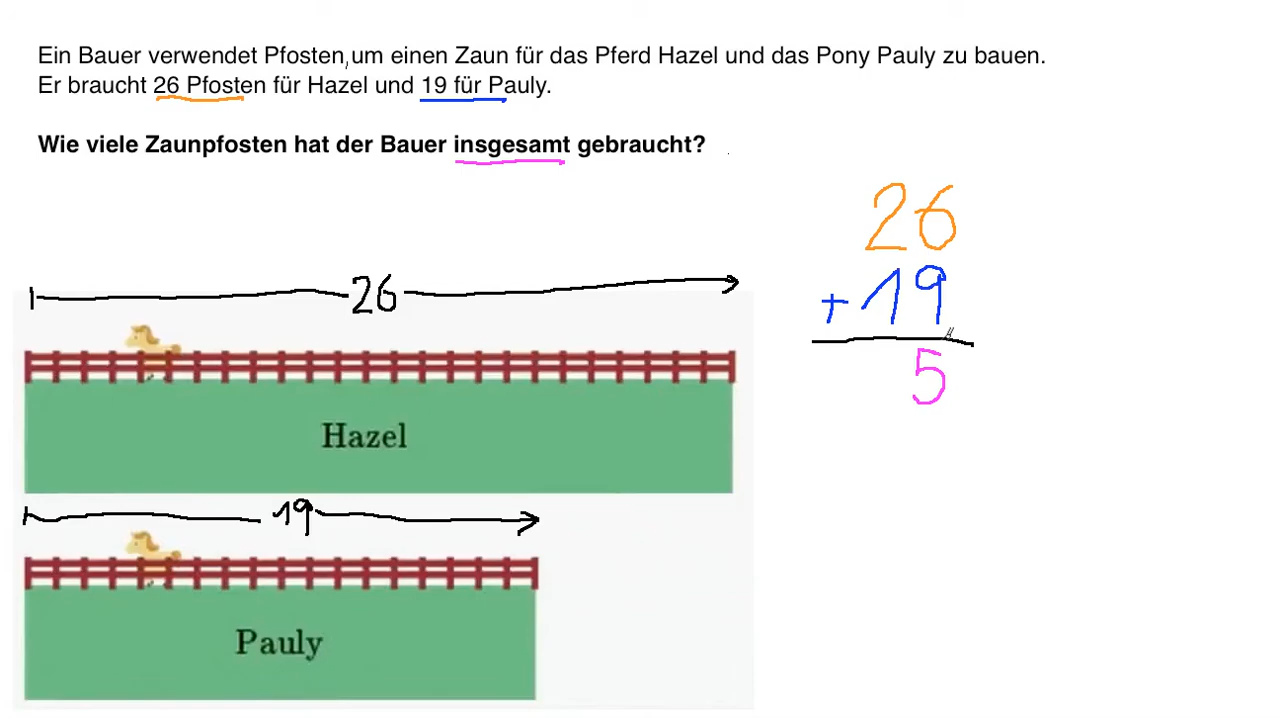 Ein Bauer verwendet Pfosten, um einen Zaun für das Pferd Hazel und das Pony Pauly zu bauen.
Er braucht 26 Pfosten für Hazel und 19 für Pauly.
Wie viele Zaunpfosten hat der Bauer insgesamt gebraucht?
26
+ 19
5
26
Hazel
19
Pauly